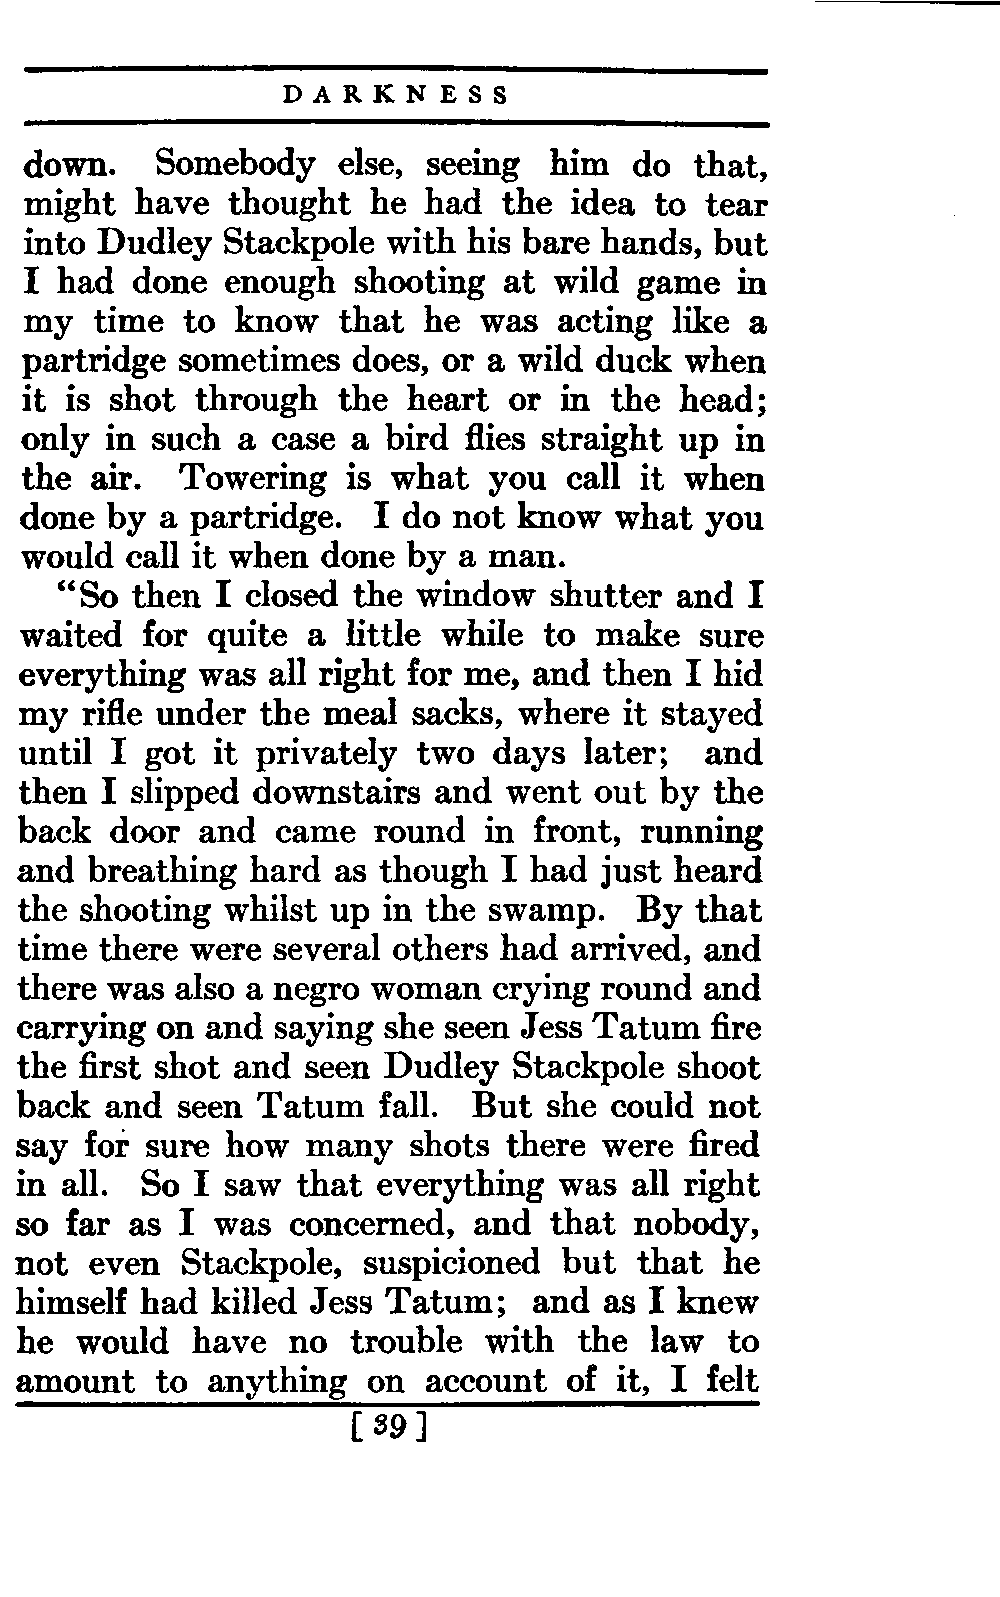 DARKNESS
down. Somebody else, seeing him do that,
might have thought he had the idea to tear
into Dudley Stackpole with his bare hands, but
I had done enough shooting at wild game in
my time to know that he was acting like a
partridge sometimes does, or a wild duck when
it is shot through the heart or in the head;
only in such a case a bird flies straight up in
the air. Towering is what you call it when
done by a partridge. I do not know what you
would call it when done by a man.
“So then I closed the window shutter and I
waited for quite a little while to make sure
everything was all right for me, and then I hid
my rifle under the meal sacks, where it stayed
until I got it privately two days later; and
then I slipped downstairs and went out by the
back door and came round in front, running
and breathing hard as though I had just heard
the shooting whilst up in the swamp. By that
time there were several others had arrived, and
there was also a negro woman crying round and
carrying on and saying she seen Jess Tatum fire
the first shot and seen Dudley Stackpole shoot
back and seen Tatum fall. But she could not
say for sure how many shots there were fired
in all. So I saw that everything was all right
so far as I was concerned, and that nobody,
not even Stackpole, suspicioned but that he
himself had killed Jess Tatum; and as I knew
he would have no trouble with the law to
amount to anything on account of it, I felt
[39]